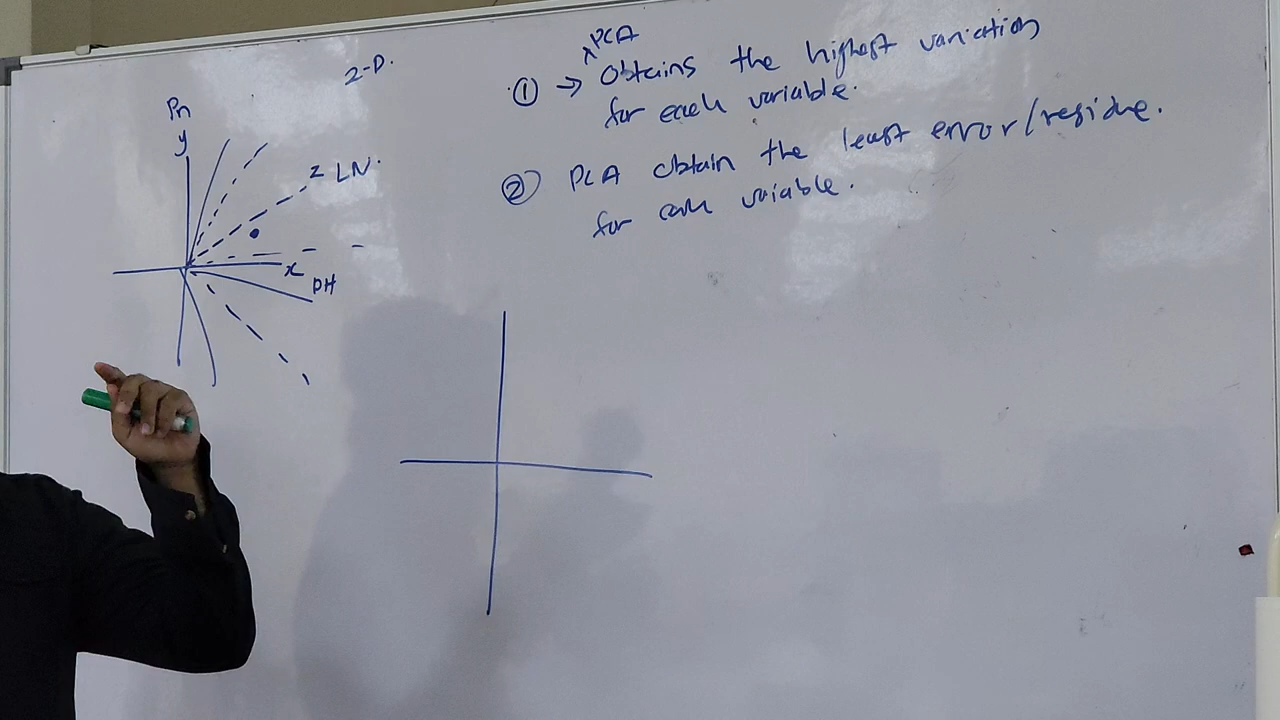 2-D.
Pn
y
z LN.
x
PH
PCA
① → Obtains the highest variation
for each variable.
② PCA obtain the least error/residue.
for each variable.